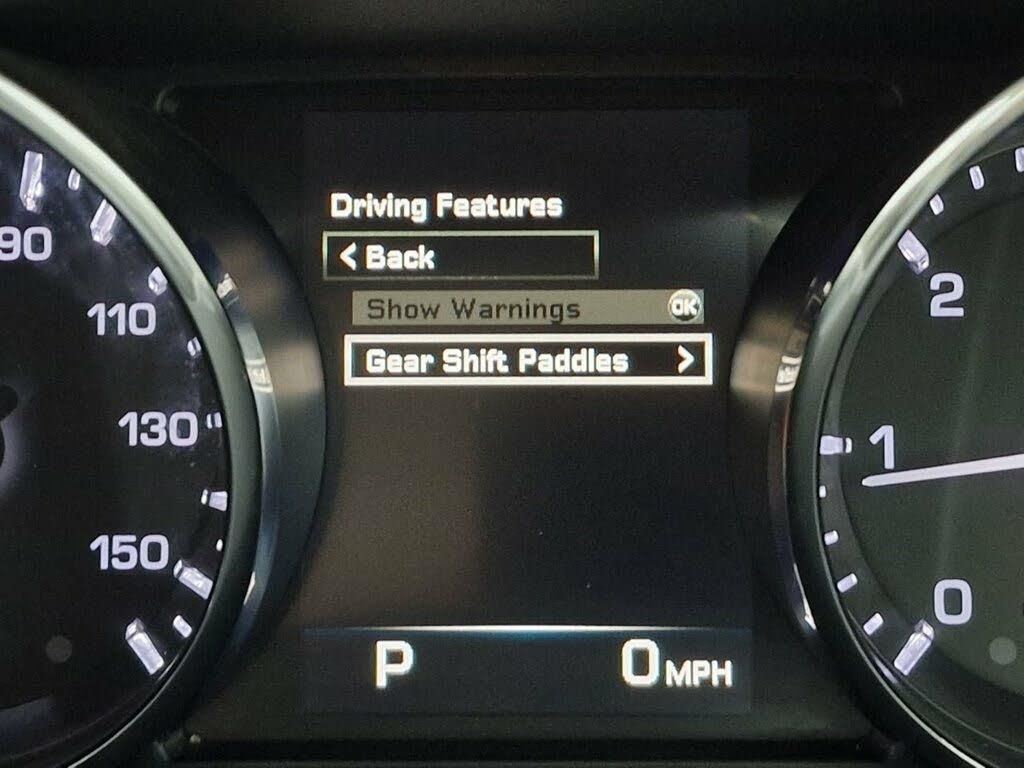 Driving Features
< Back
Show Warnings OK
Gear Shift Paddles >
P 0 MPH
90
110
130
150
2
1
0